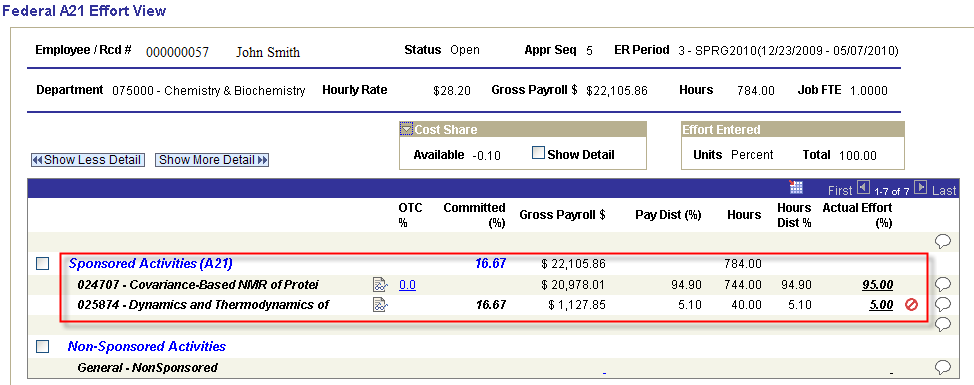 Federal A21 Effort View
Employee / Rcd # 000000057 John Smith Status Open Appr Seq 5 ER Period 3 - SPRG2010(12/23/2009 - 05/07/2010)
Department 075000 - Chemistry & Biochemistry Hourly Rate $28.20 Gross Payroll $ $22,105.86 Hours 784.00 Job FTE 1.0000
Cost Share Effort Entered
Show Less Detail Show More Detail Available -0.10 Show Detail Units Percent Total 100.00
First 1-7 of 7 Last
OTC % Committed (%) Gross Payroll $ Pay Dist (%) Hours Hours Dist % Actual Effort (%)
Sponsored Activities (A21) 16.67 $ 22,105.86 784.00
024707 - Covariance-Based NMR of Protei 0.0 $ 20,978.01 94.90 744.00 94.90 95.00
025874 - Dynamics and Thermodynamics of 16.67 $ 1,127.85 5.10 40.00 5.10 5.00
Non-Sponsored Activities
General - NonSponsored - -